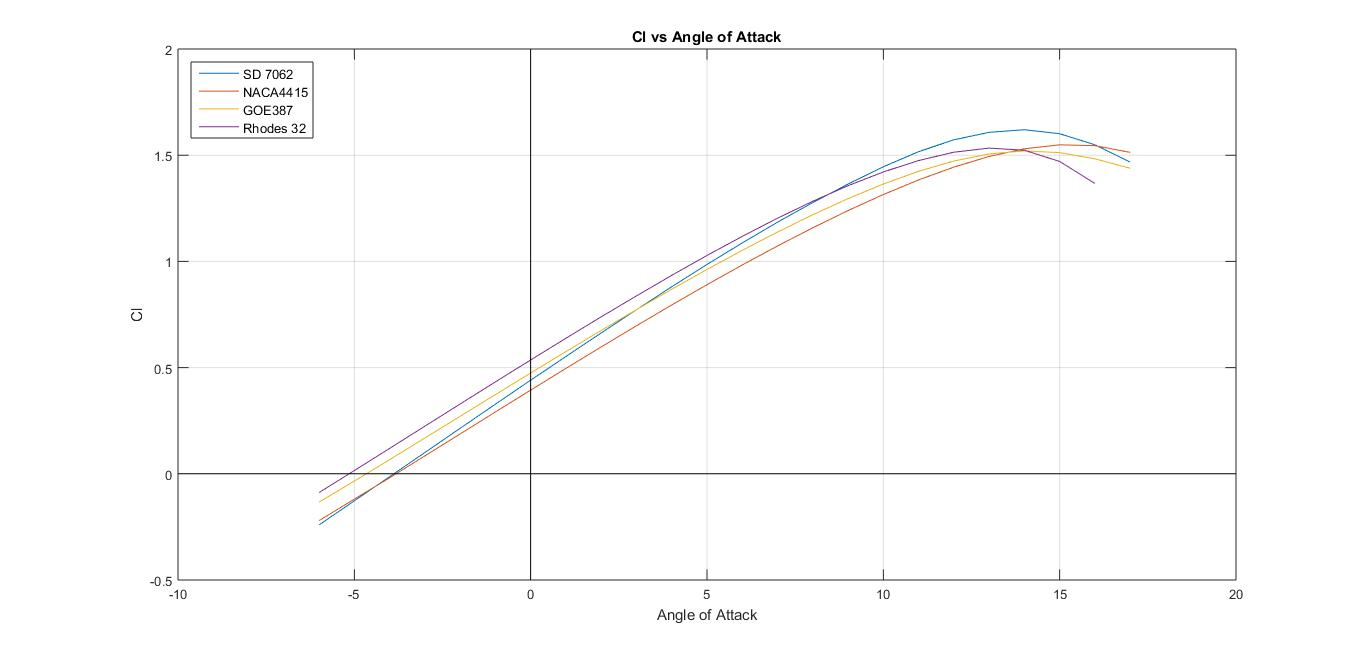 Cl vs Angle of Attack
2
SD 7062
NACA4415
GOE387
Rhodes 32
1.5
1
Cl
0.5
0
-0.5
-10 -5 0 5 10 15 20
Angle of Attack